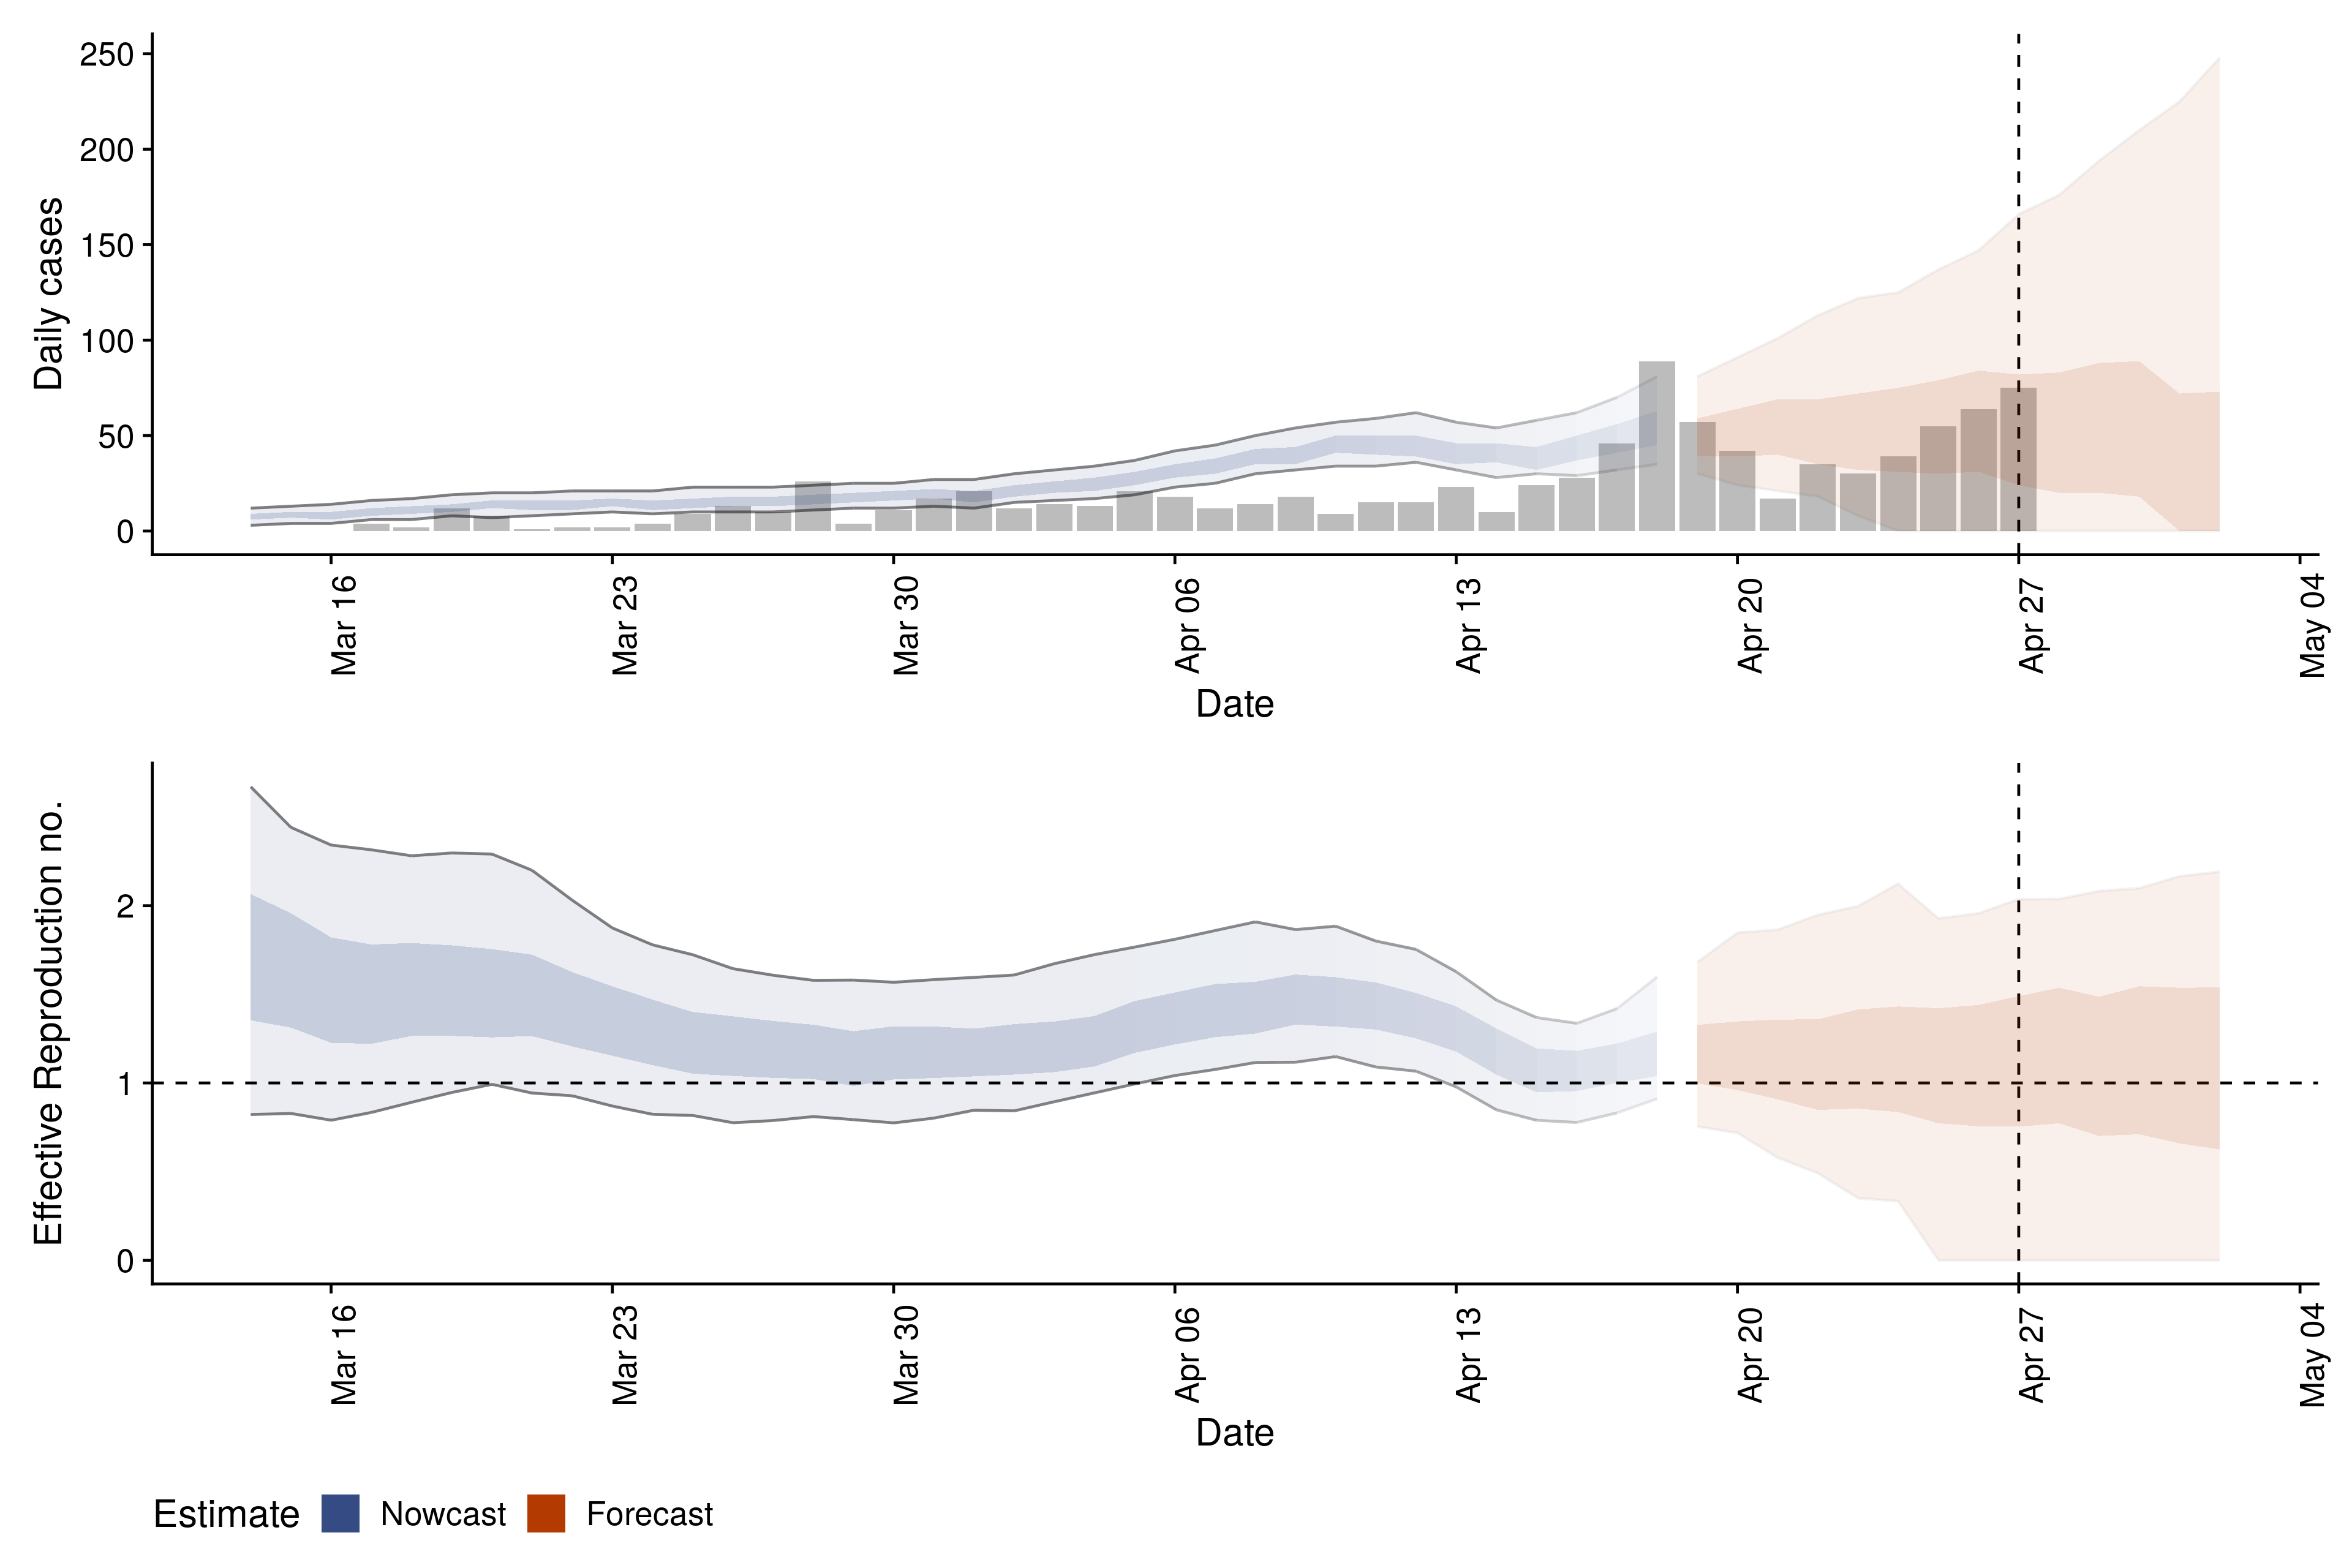 Daily cases
250
200
150
100
50
0
Mar 16
Mar 23
Mar 30
Apr 06
Apr 13
Apr 20
Apr 27
May 04
Date
Effective Reproduction no.
2
1
0
Mar 16
Mar 23
Mar 30
Apr 06
Apr 13
Apr 20
Apr 27
May 04
Date
Estimate Nowcast Forecast